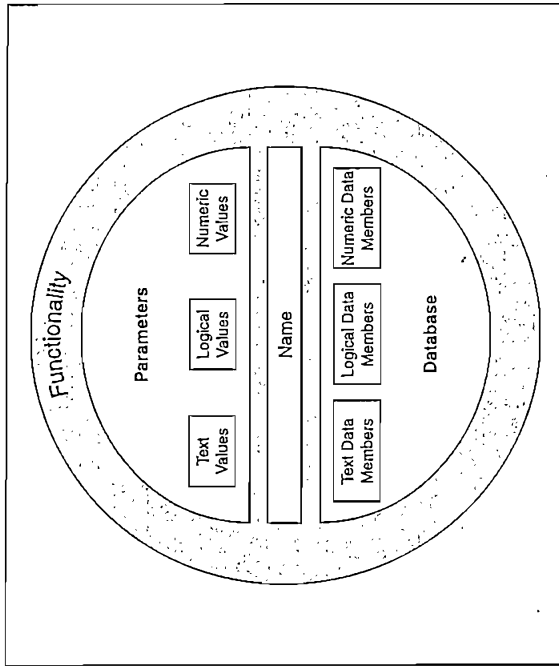 Functionality
Parameters
Text
Values
Logical
Values
Numeric
Values
Name
Text Data
Members
Logical Data
Members
Numeric Data
Members
Database